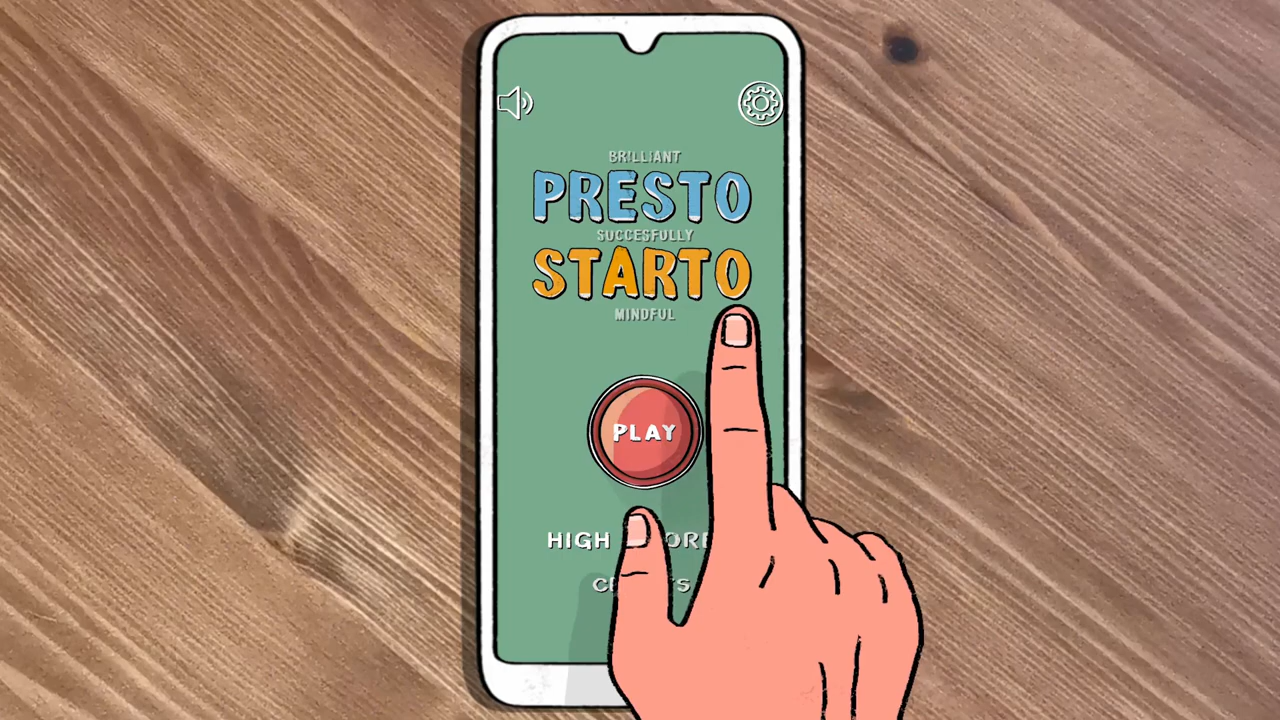 BRILLIANT
PRESTO
SUCCESFULLY
STARTO
MINDFUL
PLAY
HIGH